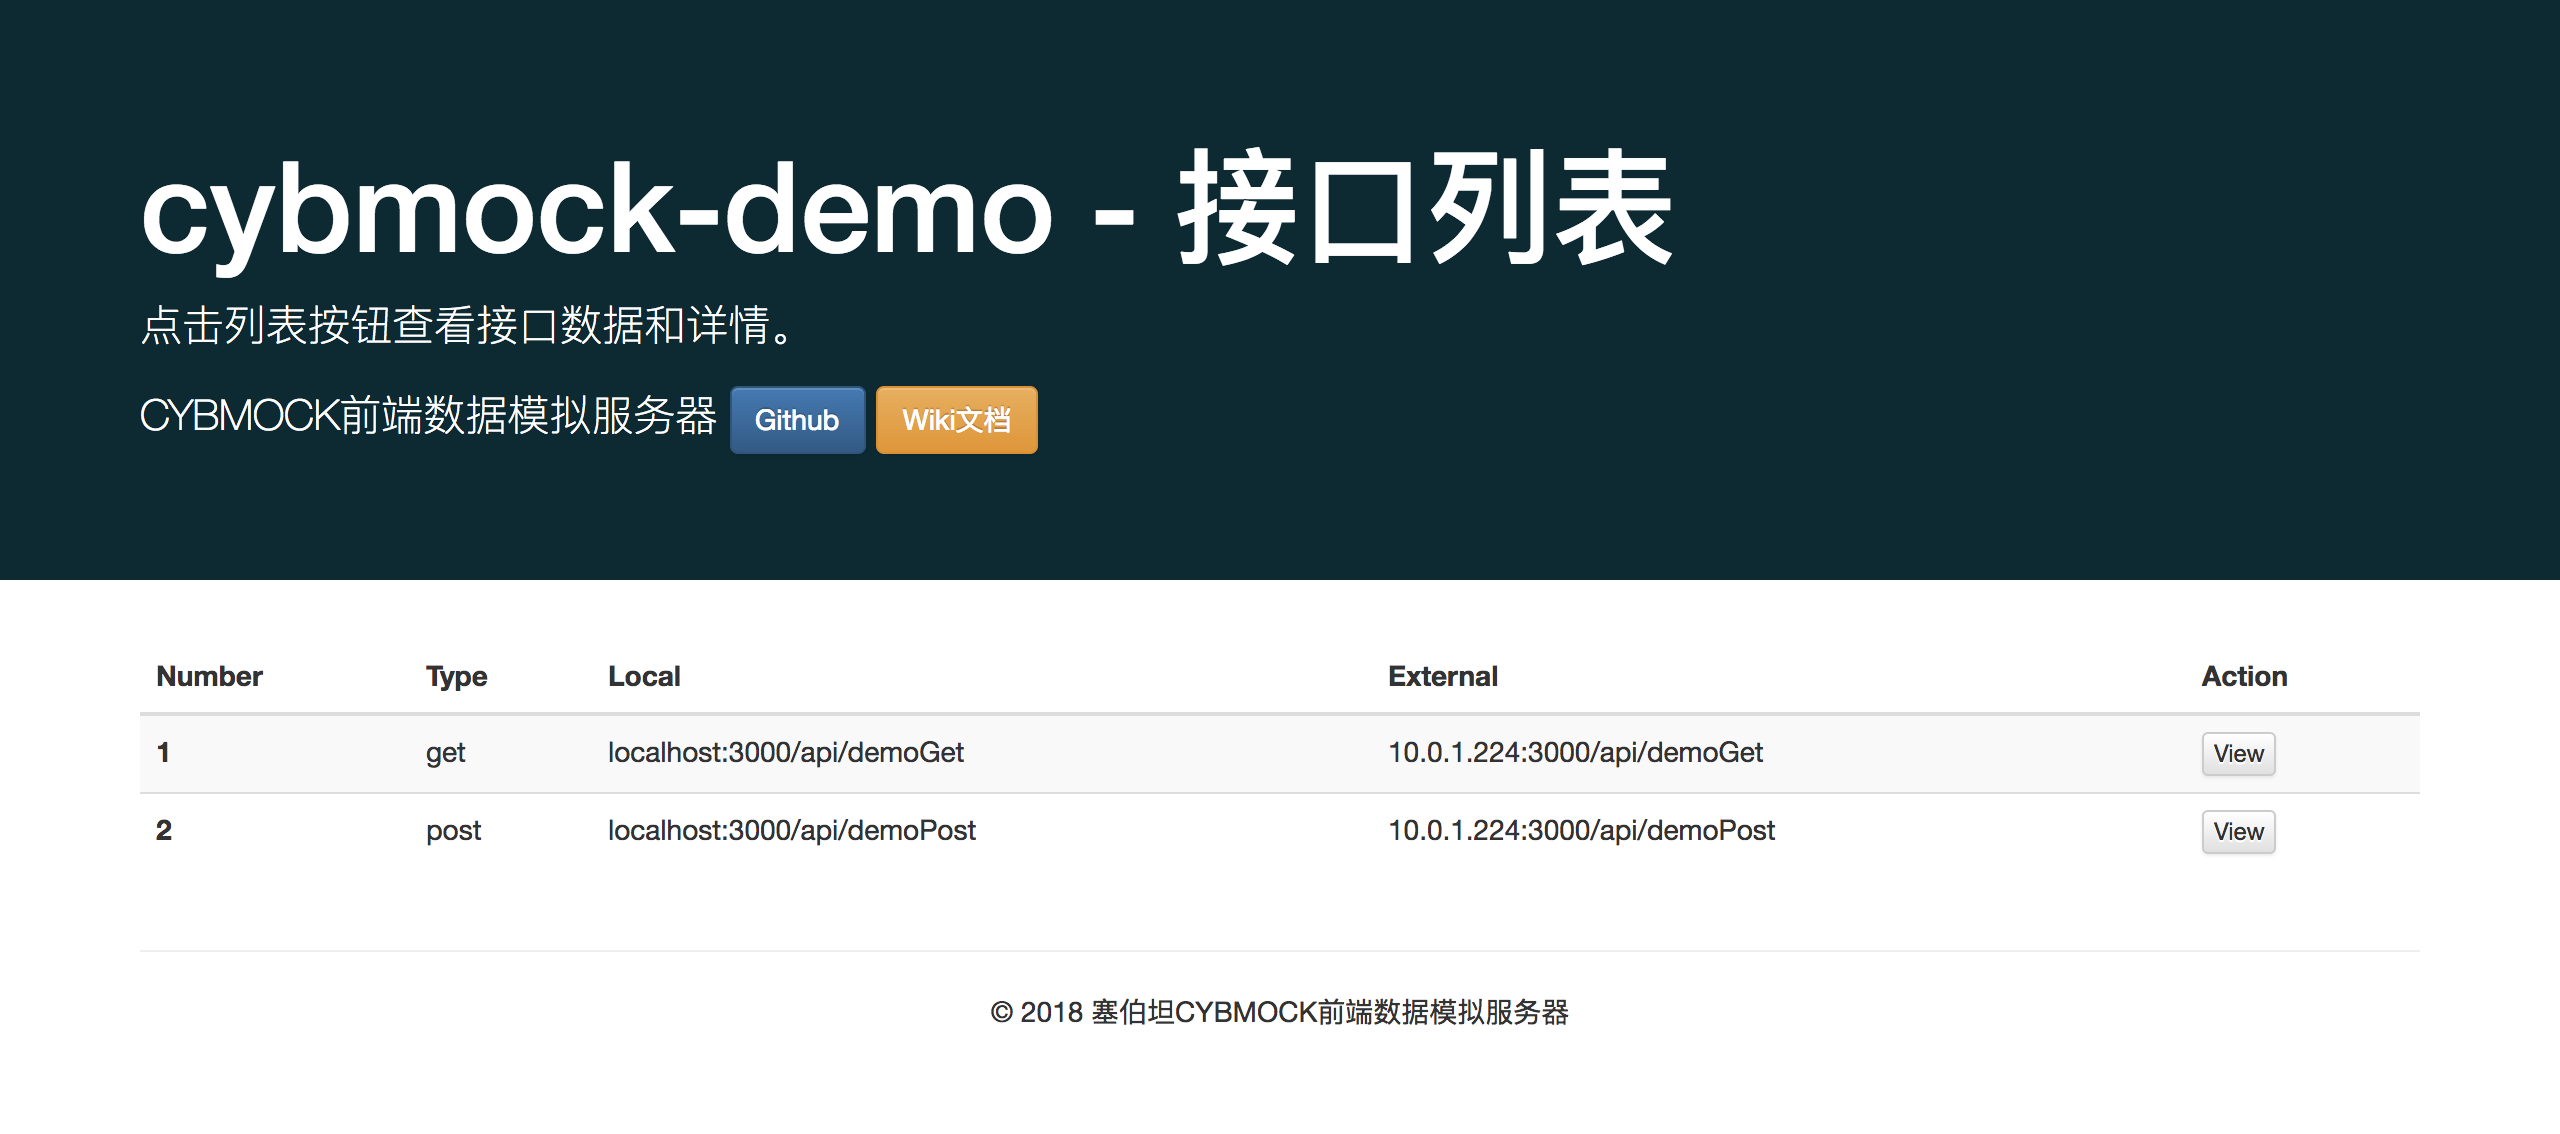 cybmock-demo - 接口列表
点击列表按钮查看接口数据和详情。
CYBMOCK前端数据模拟服务器 Github Wiki文档
Number Type Local External Action
1 get localhost:3000/api/demoGet 10.0.1.224:3000/api/demoGet View
2 post localhost:3000/api/demoPost 10.0.1.224:3000/api/demoPost View
© 2018 塞伯坦CYBMOCK前端数据模拟服务器